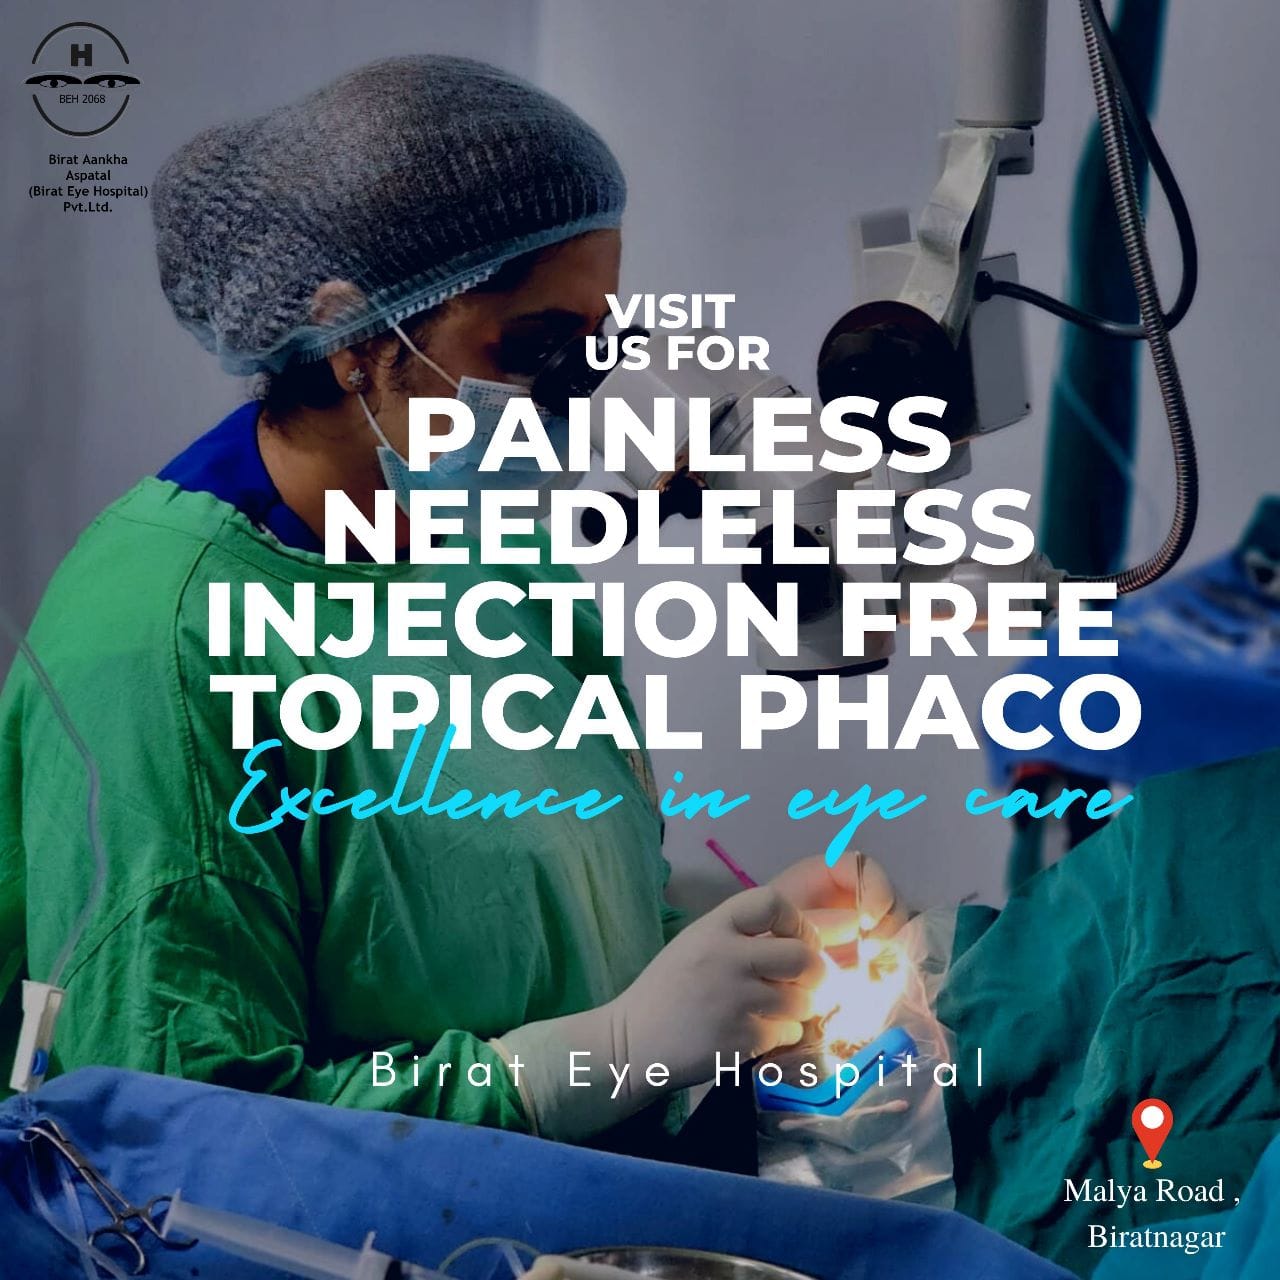 H
BEH 2068
Birat Aankha
Aspatal
(Birat Eye Hospital)
Pvt.Ltd.
VISIT
US FOR
PAINLESS
NEEDLELESS
INJECTION FREE
TOPICAL PHACO
Excellence in eye care
Birat Eye Hospital
Malya Road ,
Biratnagar